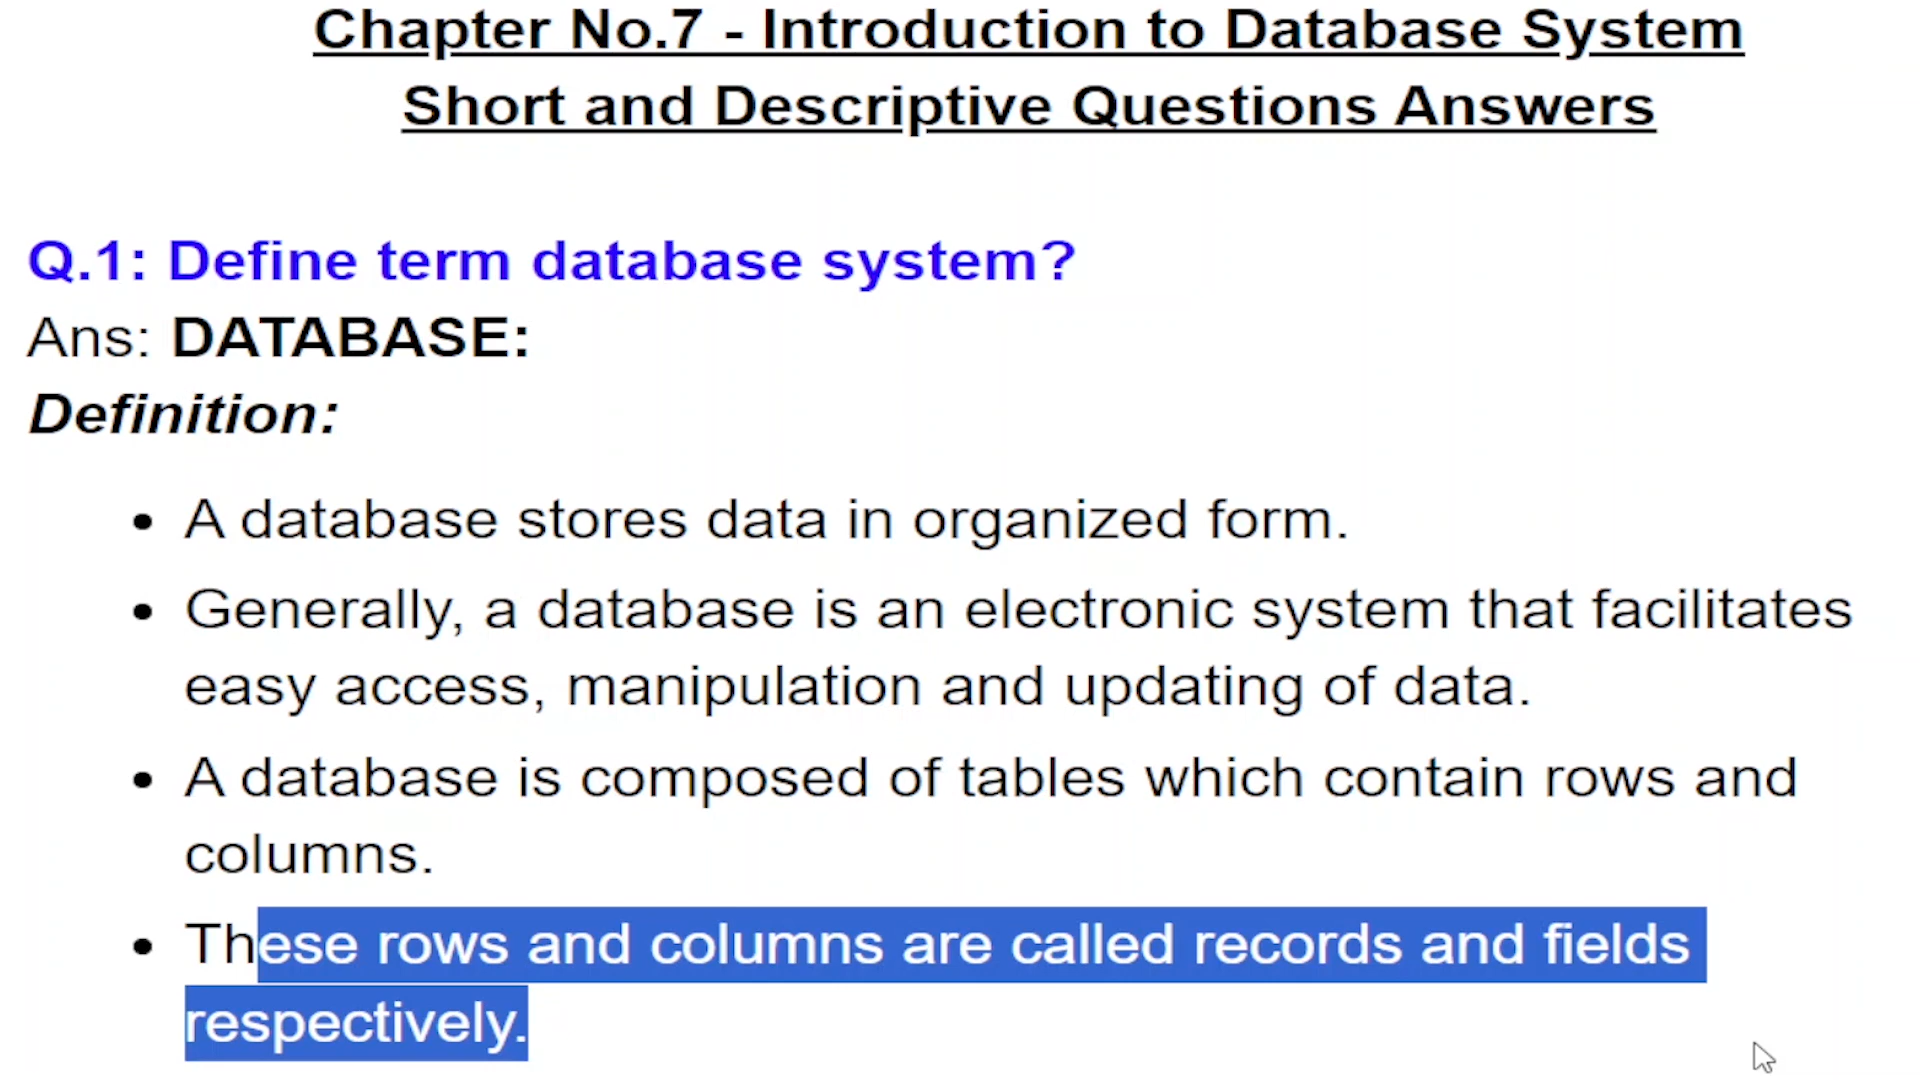 Chapter No.7 - Introduction to Database System
Short and Descriptive Questions Answers
Q.1: Define term database system?
Ans: DATABASE:
Definition:
• A database stores data in organized form.
• Generally, a database is an electronic system that facilitates
easy access, manipulation and updating of data.
• A database is composed of tables which contain rows and
columns.
• These rows and columns are called records and fields
respectively.